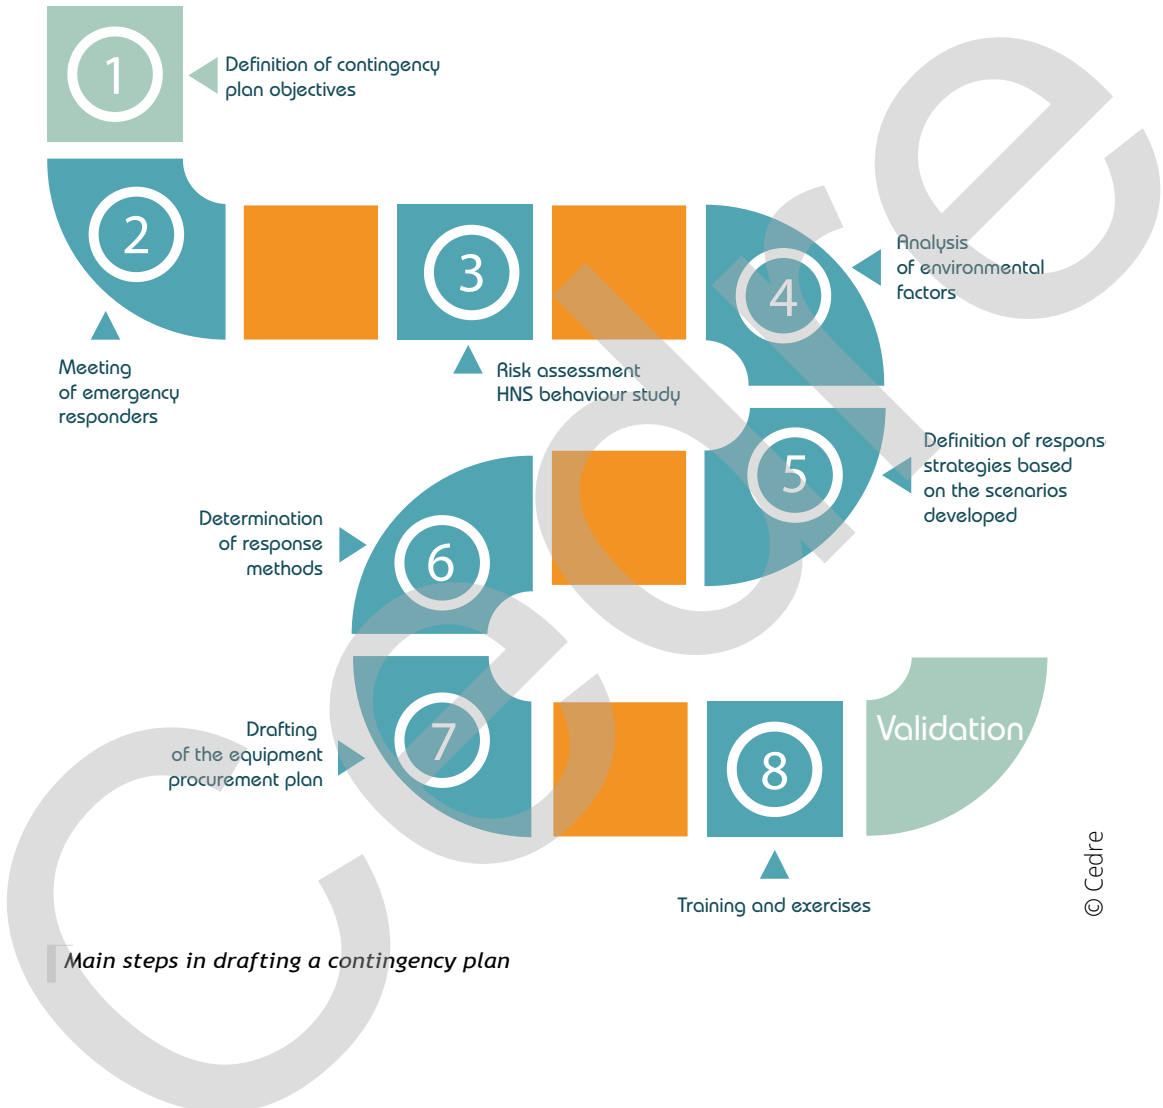 1
Definition of contingency
plan objectives
2
Meeting
of emergency
responders
3
Risk assessment
HNS behaviour study
4
Analysis
of environmental
factors
5
Definition of respons
strategies based
on the scenarios
developed
6
Determination
of response
methods
7
Drafting
of the equipment
procurement plan
8
Training and exercises
Validation
© Cedre
Main steps in drafting a contingency plan
Cedre